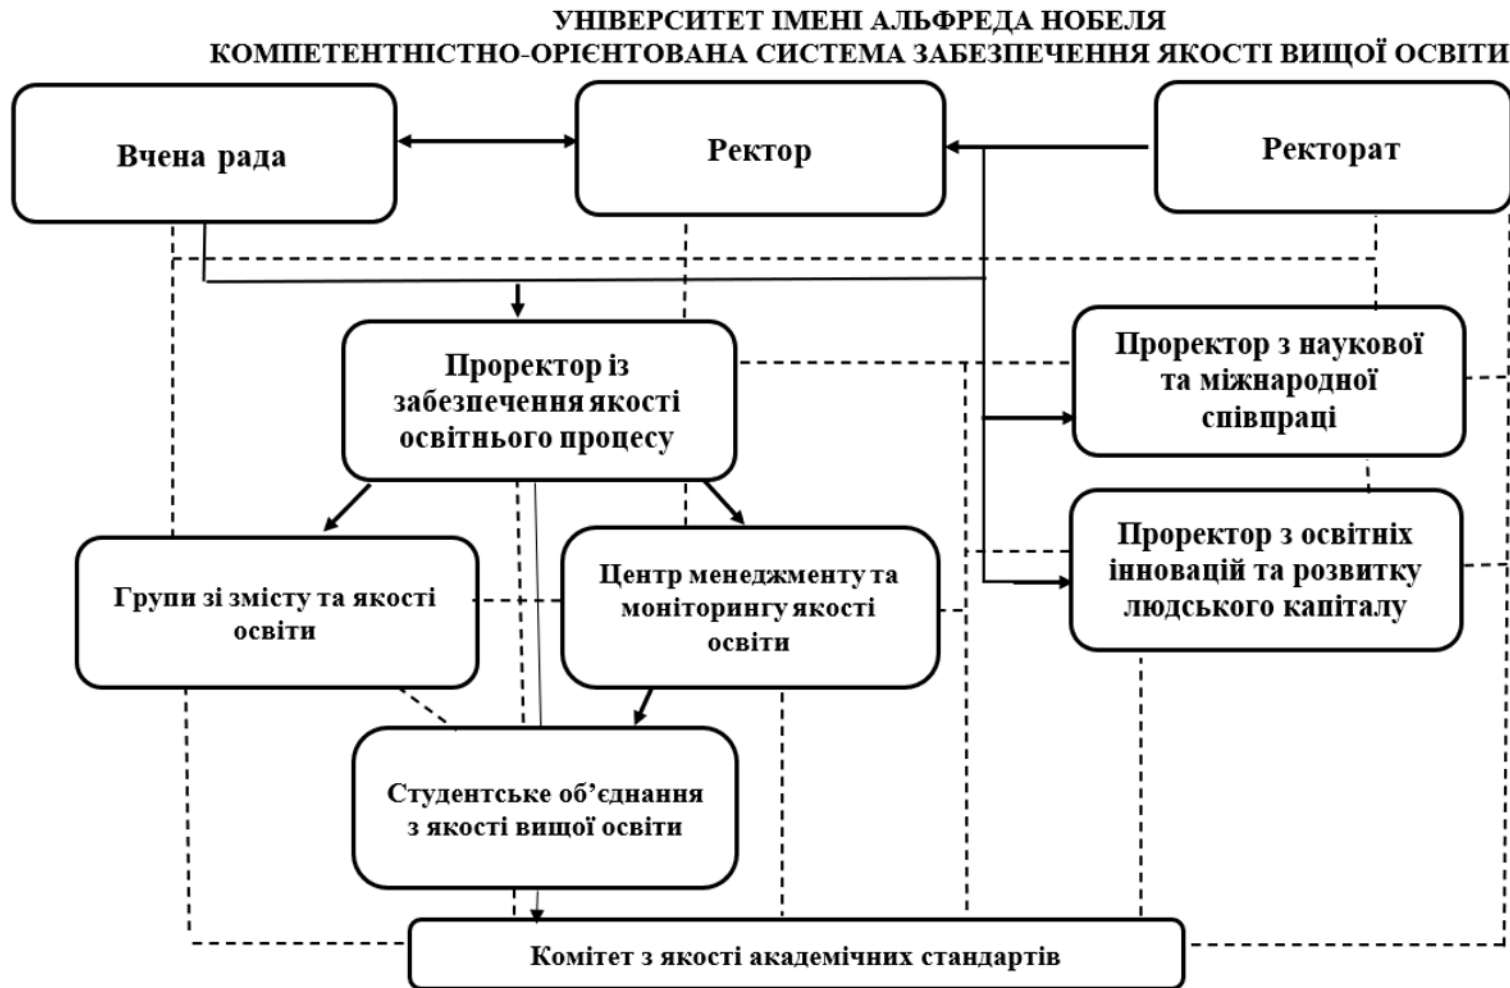 УНІВЕРСИТЕТ ІМЕНІ АЛЬФРЕДА НОБЕЛЯ
КОМПЕТЕНТНІСТНО-ОРІЄНТОВАНА СИСТЕМА ЗАБЕЗПЕЧЕННЯ ЯКОСТІ ВИЩОЇ ОСВІТИ
Вчена рада
Ректор
Ректорат
Проректор із
забезпечення якості
освітнього процесу
Проректор з наукової
та міжнародної
співпраці
Проректор з освітніх
інновацій та розвитку
людського капіталу
Групи зі змісту та якості
освіти
Центр менеджменту та
моніторингу якості
освіти
Студентське об’єднання
з якості вищої освіти
Комітет з якості академічних стандартів